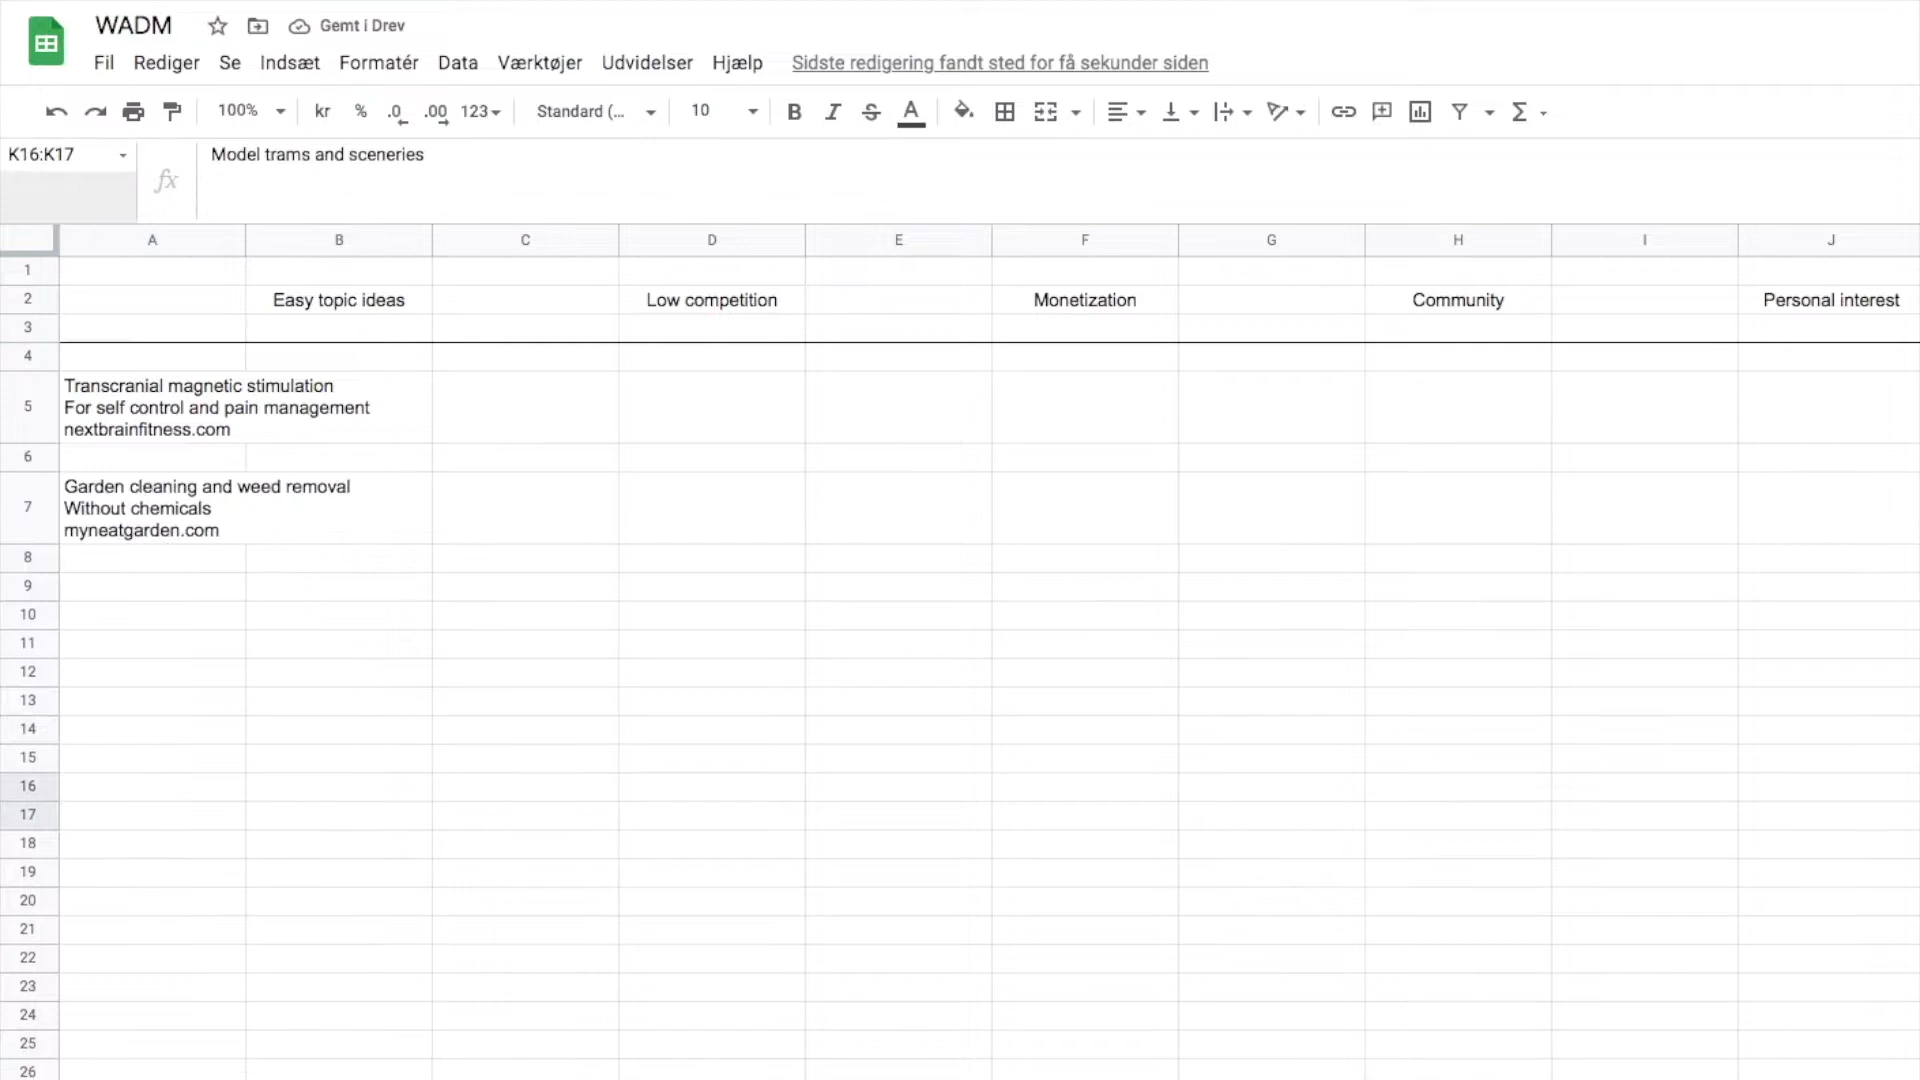 WADM
Gemt i Drev
Fil Rediger Se Indsæt Formatér Data Værktøjer Udvidelser Hjælp Sidste redigering fandt sted for få sekunder siden
100% kr % .0 .00 123 Standard (... 10 B I S A
K16:K17
fx
Model trams and sceneries
A B C D E F G H I J
1
2 Easy topic ideas Low competition Monetization Community Personal interest
3
4
5
Transcranial magnetic stimulation
For self control and pain management
nextbrainfitness.com
6
7
Garden cleaning and weed removal
Without chemicals
myneatgarden.com
8
9
10
11
12
13
14
15
16
17
18
19
20
21
22
23
24
25
26